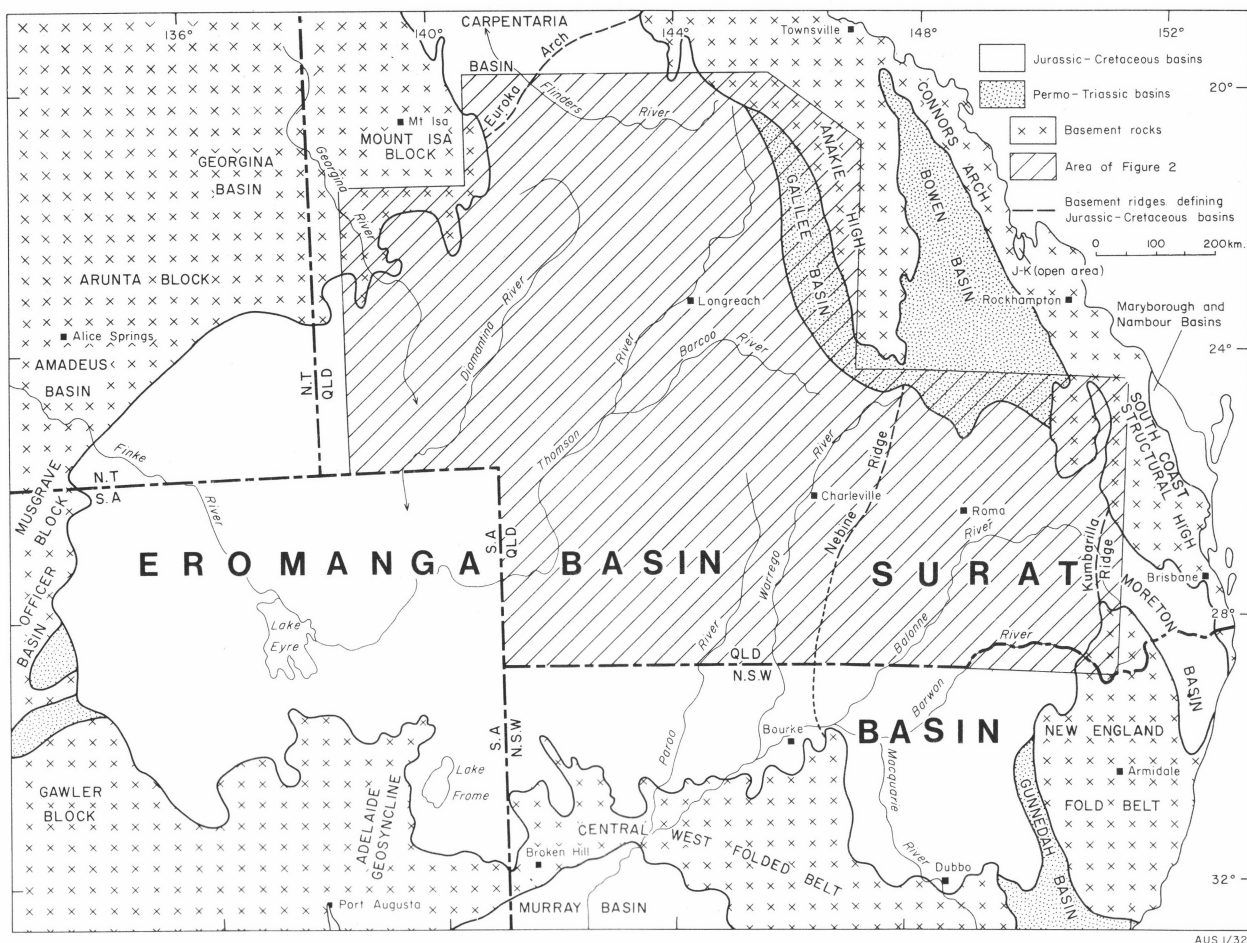 136°
140°
144°
148°
152°
20°
24°
28°
32°
CARPENTARIA
BASIN
Euroka Arch
Flinders River
Townsville
Mt Isa
MOUNT ISA
BLOCK
GEORGINA
BASIN
Georgina
River
ARUNTA BLOCK
Alice Springs
AMADEUS
BASIN
N.T
QLD
Diamantina River
Longreach
Thomson River
Barcoo River
GALILEE
BASIN
ANAKIE
HIGH
BOWEN
BASIN
CONNORS
ARCH
Jurassic-Cretaceous basins
Permo-Triassic basins
Basement rocks
Area of Figure 2
Basement ridges defining
Jurassic-Cretaceous basins
0 100 200 km.
J-K (open area)
Rockhampton
Maryborough and
Nambour Basins
SOUTH COAST
STRUCTURAL
HIGH
Finke
River
N.T
S.A
MUSGRAVE
BLOCK
OFFICER
BASIN
EROMANGA BASIN
S.A
QLD
Lake
Eyre
Charleville
Nebine Ridge
Warrego River
Paroo River
Roma
SURAT
BASIN
River
Balonne
Kumbarilla
Ridge
MORETON
BASIN
Brisbane
QLD
N.S.W
Barwon
River
S.A
N.S.W
Bourke
Macquarie
River
GAWLER
BLOCK
Lake
Frome
ADELAIDE
GEOSYNCLINE
Port Augusta
Broken Hill
CENTRAL WEST FOLDED BELT
MURRAY BASIN
Dubbo
GUNNEDAH
BASIN
NEW ENGLAND
Armidale
FOLD BELT
AUS 1/32